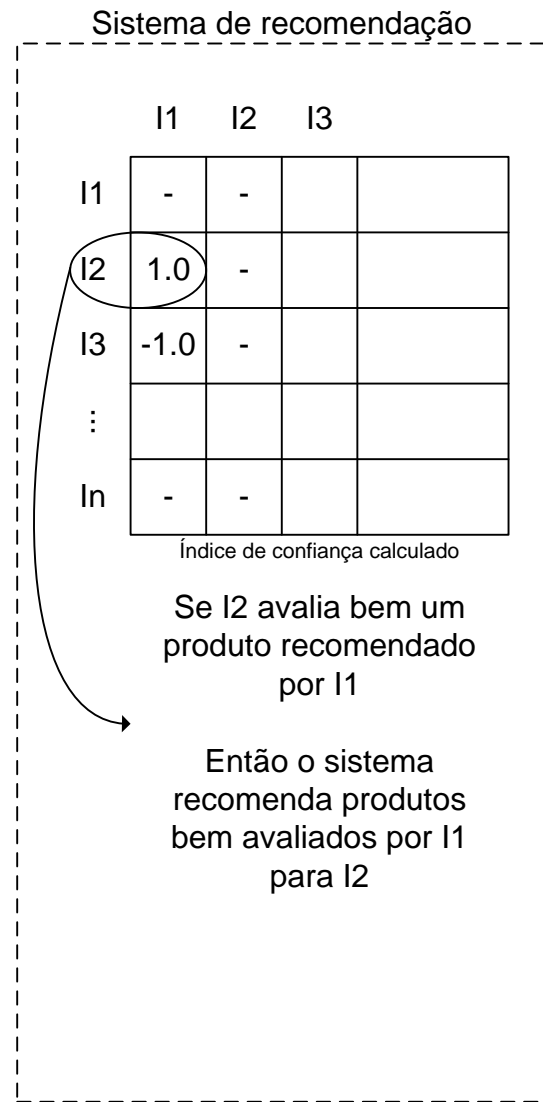 Sistema de recomendação
I1 I2 I3
I1 - -
I2 1.0 -
I3 -1.0 -
...
In - -
Índice de confiança calculado
Se I2 avalia bem um
produto recomendado
por I1
Então o sistema
recomenda produtos
bem avaliados por I1
para I2